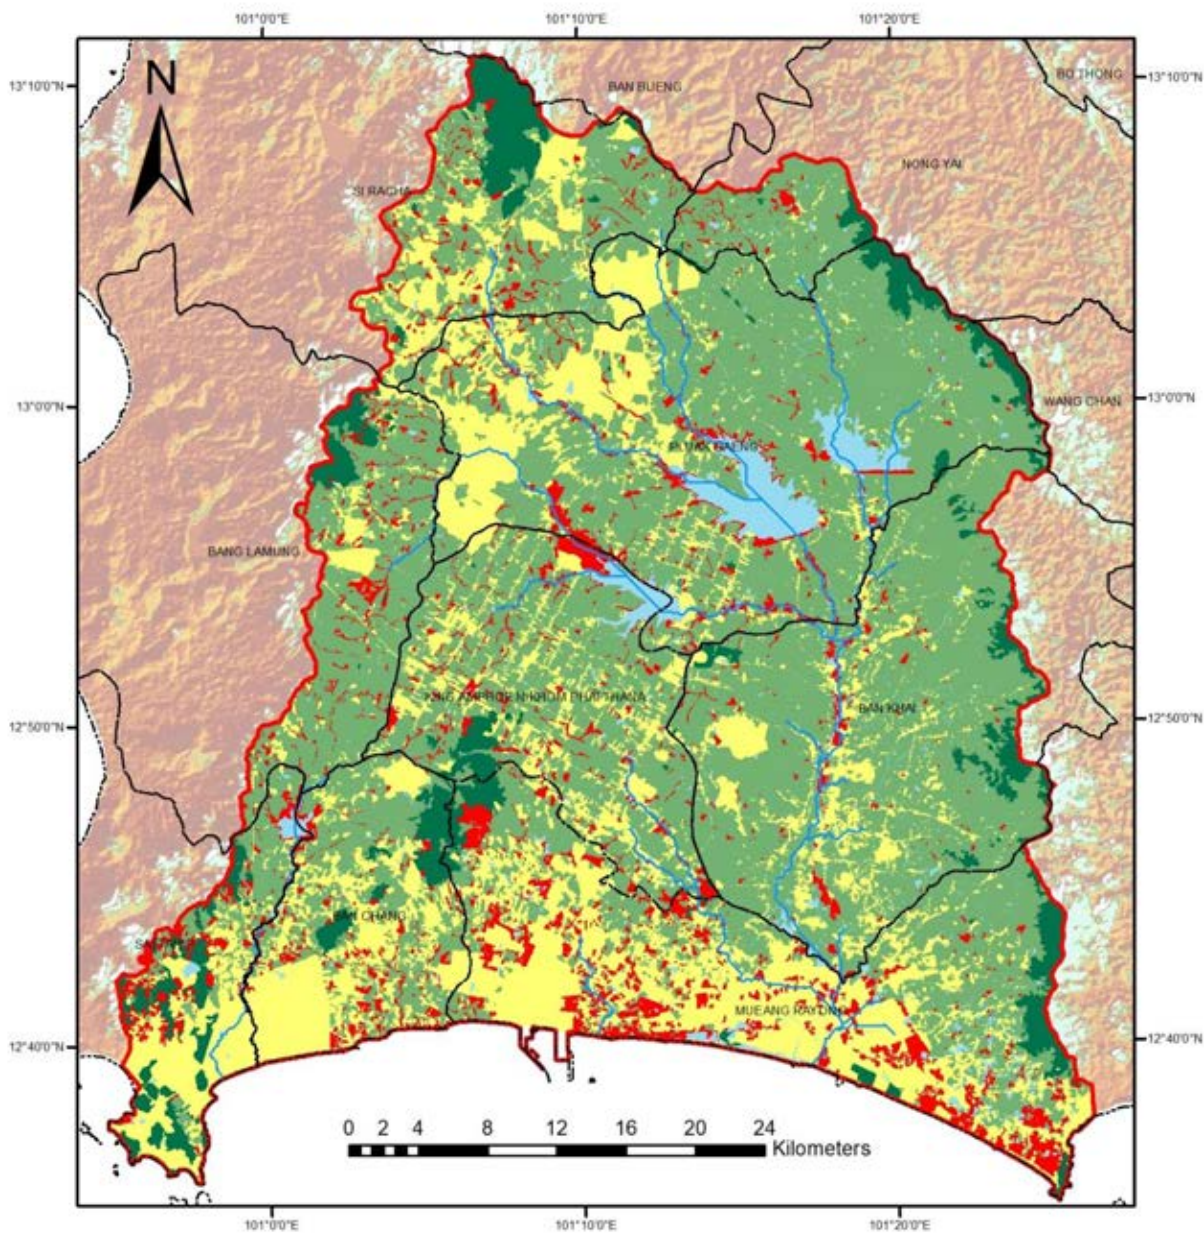 101°0'0"E 101°10'0"E 101°20'0"E
13°10'0"N
13°10'0"N
N
BAN BUENG
BO THONG
NONG YAI
SI RACHA
13°0'0"N
13°0'0"N
WANG CHAN
BANG LAMUNG
12°50'0"N
12°50'0"N
BAN KHAI
BAN CHANG
MUEANG RAYONG
12°40'0"N
12°40'0"N
0 2 4 8 12 16 20 24
Kilometers
101°0'0"E 101°10'0"E 101°20'0"E